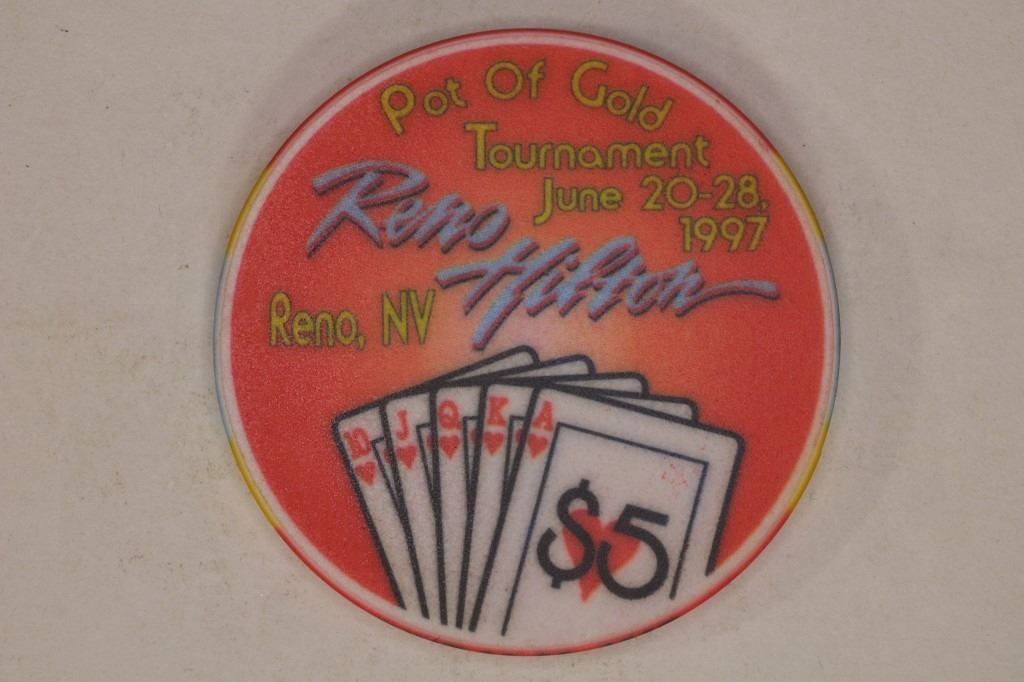 Pot Of Gold
Tournament
June 20-28,
1997
Reno
Hilton
Reno, NV
10 J Q K A
$5